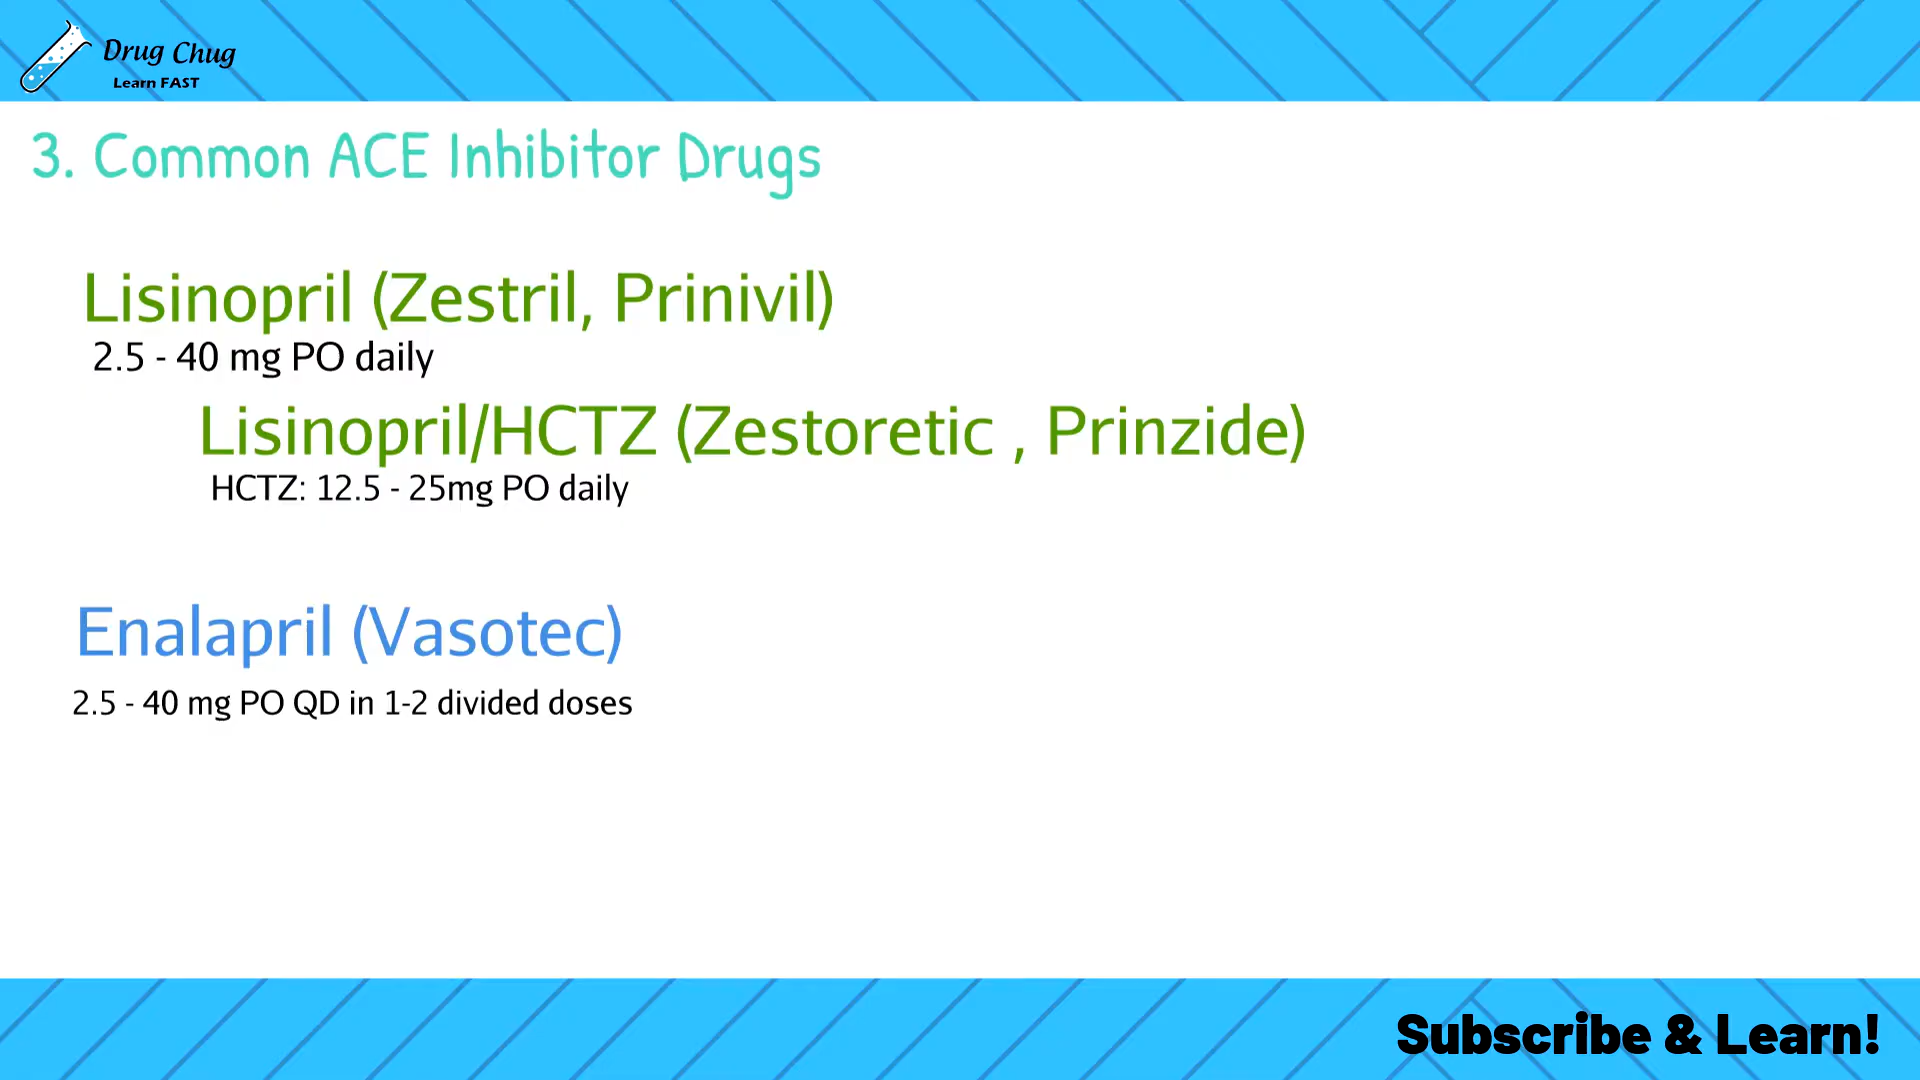 Drug Chug
Learn FAST
3. Common ACE Inhibitor Drugs
Lisinopril (Zestril, Prinivil)
2.5 - 40 mg PO daily
Lisinopril/HCTZ (Zestoretic , Prinzide)
HCTZ: 12.5 - 25mg PO daily
Enalapril (Vasotec)
2.5 - 40 mg PO QD in 1-2 divided doses
Subscribe & Learn!